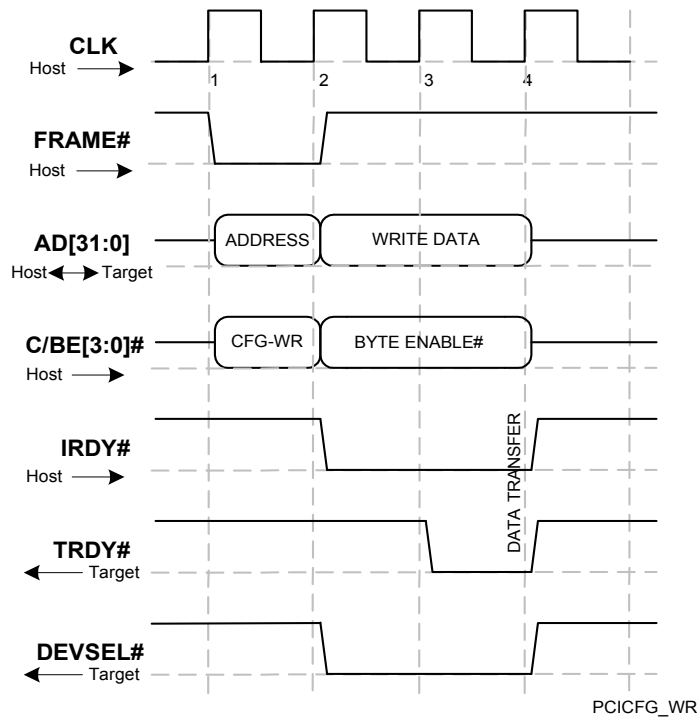 CLK
Host
1 2 3 4
FRAME#
Host
AD[31:0]
ADDRESS WRITE DATA
Host Target
C/BE[3:0]#
CFG-WR BYTE ENABLE#
Host
IRDY#
Host
DATA TRANSFER
TRDY#
Target
DEVSEL#
Target
PCICFG_WR